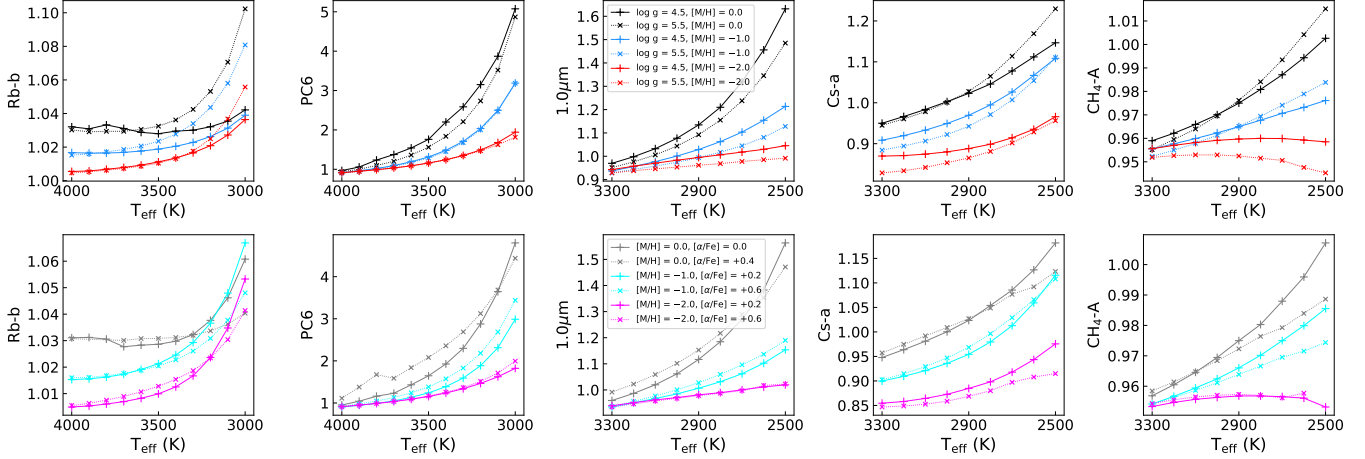 1.10
1.08
1.06
1.04
1.02
1.00
Rb-b
4000
3500
3000
T_eff (K)
5
4
3
2
1
PC6
4000
3500
3000
T_eff (K)
1.6
1.5
1.4
1.3
1.2
1.1
1.0
0.9
1.0μm
log g = 4.5, [M/H] = 0.0
log g = 5.5, [M/H] = 0.0
log g = 4.5, [M/H] = −1.0
log g = 5.5, [M/H] = −1.0
log g = 4.5, [M/H] = −2.0
log g = 5.5, [M/H] = −2.0
3300
2900
2500
T_eff (K)
1.2
1.1
1.0
0.9
Cs-a
3300
2900
2500
T_eff (K)
1.01
1.00
0.99
0.98
0.97
0.96
0.95
CH₄-A
3300
2900
2500
T_eff (K)
1.06
1.05
1.04
1.03
1.02
1.01
Rb-b
4000
3500
3000
T_eff (K)
5
4
3
2
1
PC6
4000
3500
3000
T_eff (K)
1.5
1.4
1.3
1.2
1.1
1.0
1.0μm
[M/H] = 0.0, [α/Fe] = 0.0
[M/H] = 0.0, [α/Fe] = +0.4
[M/H] = −1.0, [α/Fe] = +0.2
[M/H] = −1.0, [α/Fe] = +0.6
[M/H] = −2.0, [α/Fe] = +0.2
[M/H] = −2.0, [α/Fe] = +0.6
3300
2900
2500
T_eff (K)
1.15
1.10
1.05
1.00
0.95
0.90
0.85
Cs-a
3300
2900
2500
T_eff (K)
1.00
0.99
0.98
0.97
0.96
CH₄-A
3300
2900
2500
T_eff (K)